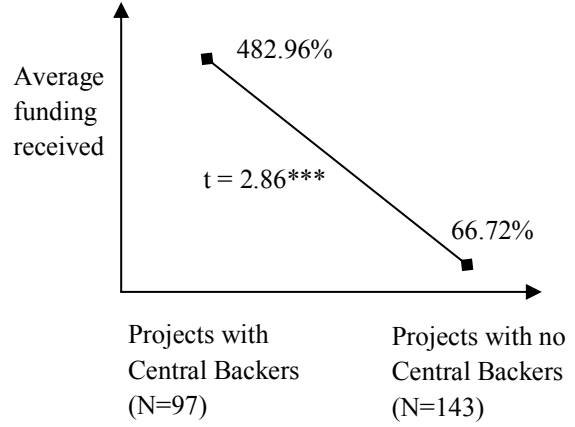 482.96%
Average
funding
received
t = 2.86***
66.72%
Projects with
Central Backers
(N=97)
Projects with no
Central Backers
(N=143)